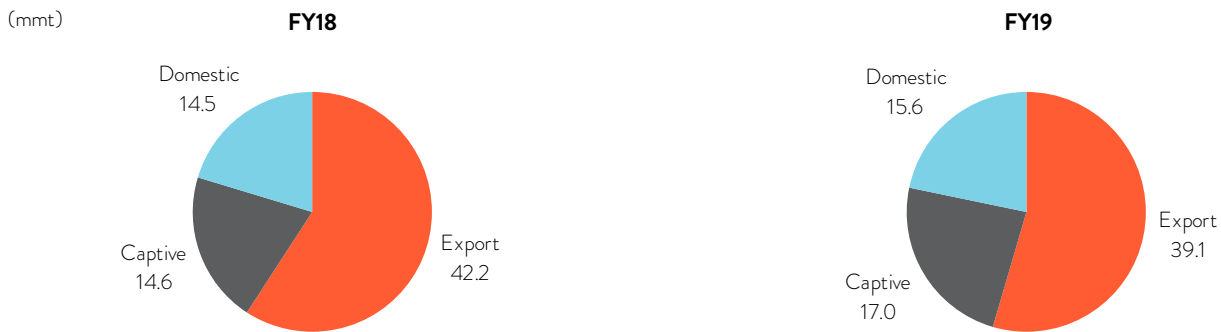 (mmt)
FY18
Domestic
14.5
Captive
14.6
Export
42.2
FY19
Domestic
15.6
Captive
17.0
Export
39.1